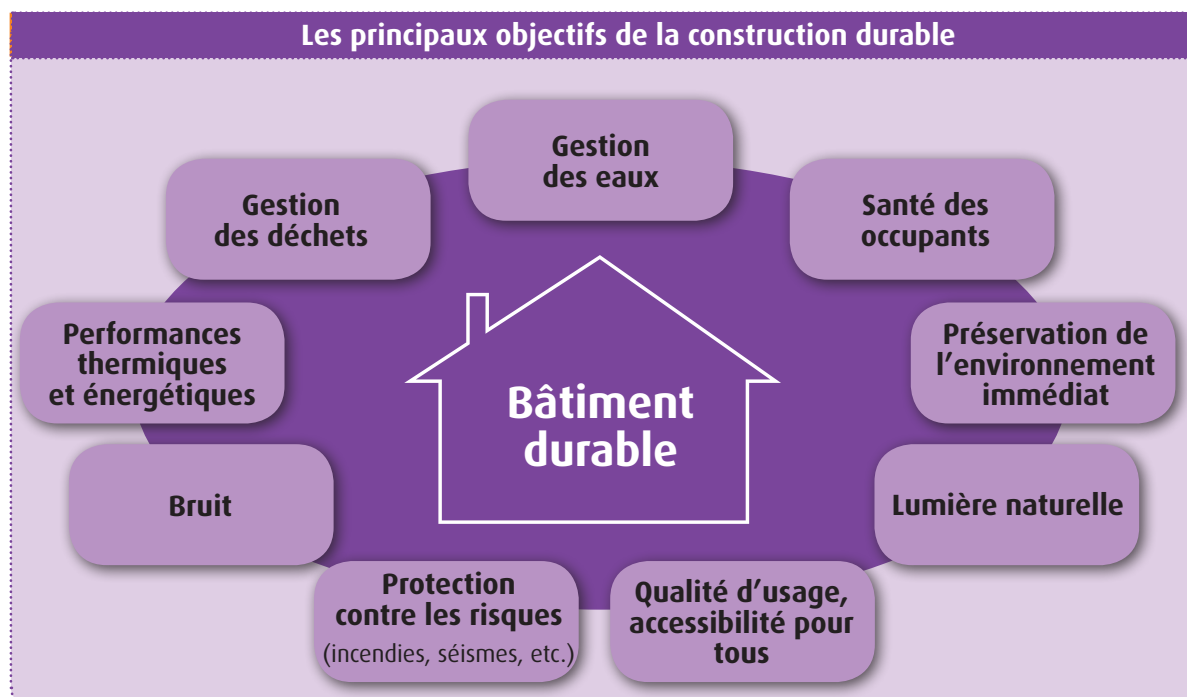 Les principaux objectifs de la construction durable
Gestion
des eaux
Gestion
des déchets
Santé des
occupants
Performances
thermiques
et énergétiques
Préservation de
l’environnement
immédiat
Bâtiment
durable
Bruit
Lumière naturelle
Protection
contre les risques
(incendies, séismes, etc.)
Qualité d’usage,
accessibilité pour
tous